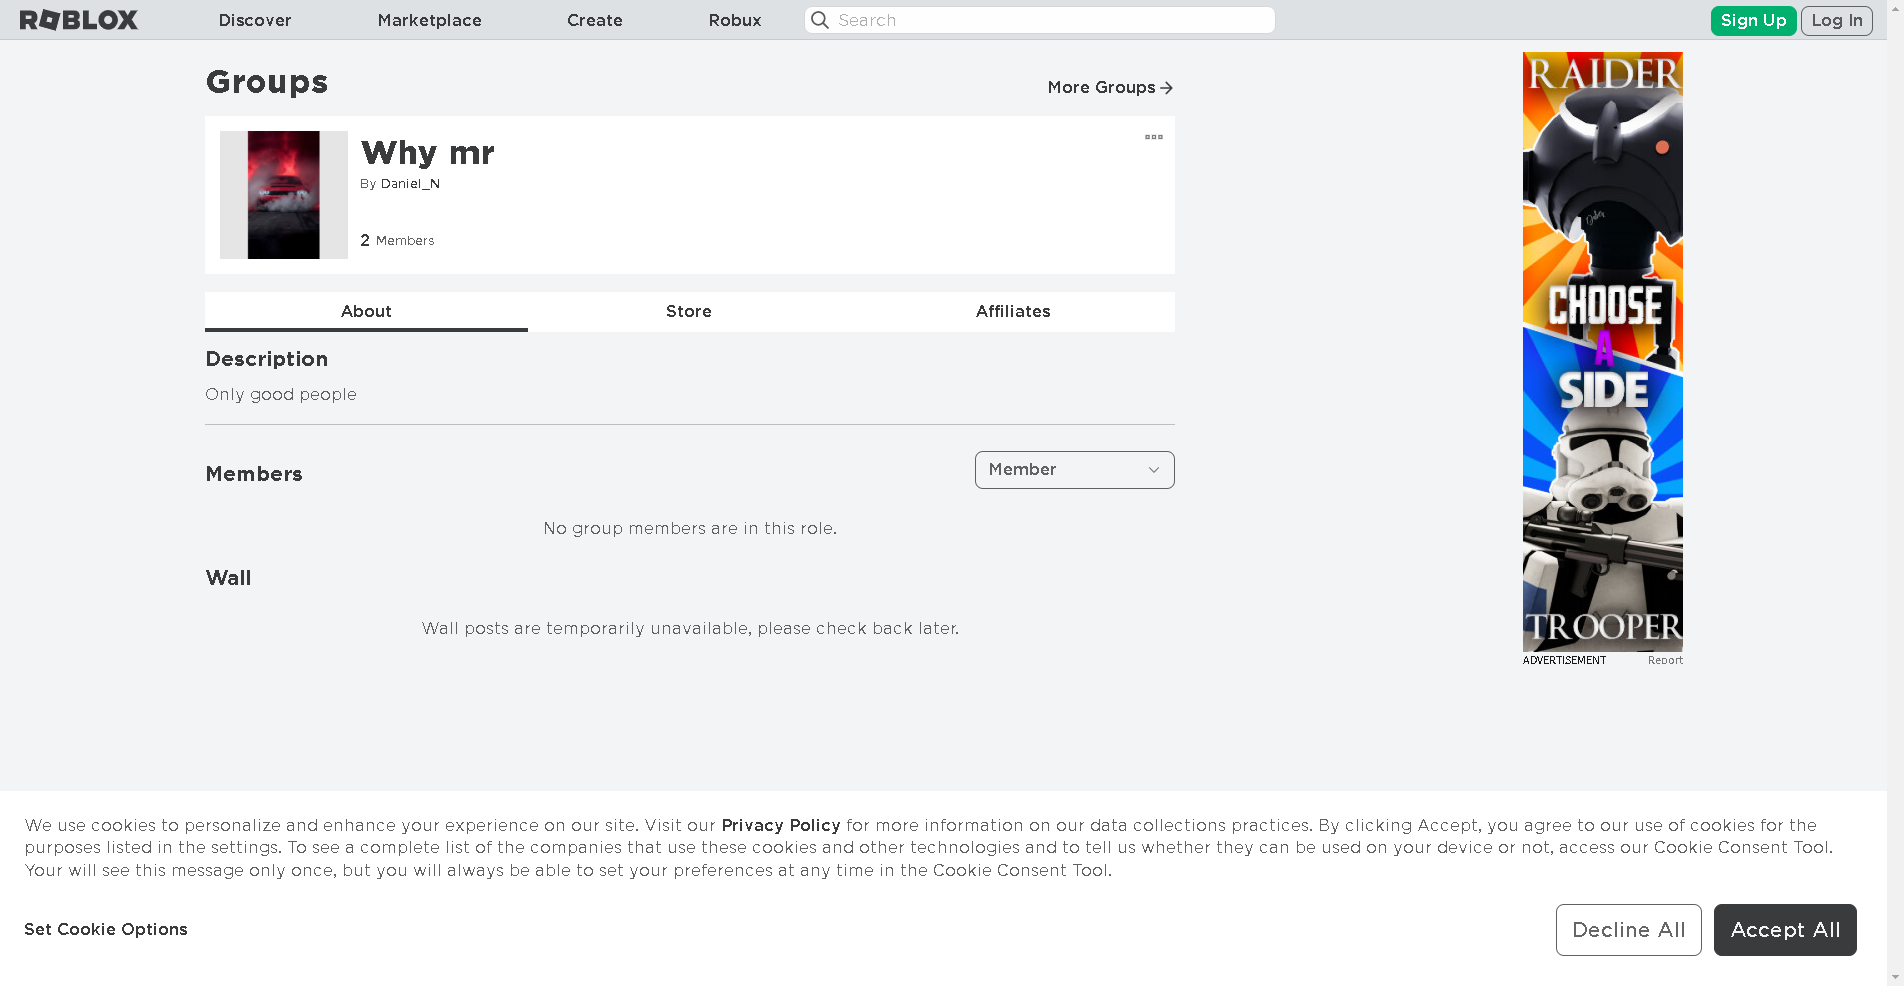 ROBLOX
Discover
Marketplace
Create
Robux
Search
Sign Up
Log In
Groups
More Groups
Why mr
By Daniel_N
2 Members
About
Store
Affiliates
Description
Only good people
Members
Member
No group members are in this role.
Wall
Wall posts are temporarily unavailable, please check back later.
RAIDER
CHOOSE
A
SIDE
TROOPER
ADVERTISEMENT
Report
We use cookies to personalize and enhance your experience on our site. Visit our Privacy Policy for more information on our data collections practices. By clicking Accept, you agree to our use of cookies for the
purposes listed in the settings. To see a complete list of the companies that use these cookies and other technologies and to tell us whether they can be used on your device or not, access our Cookie Consent Tool.
Your will see this message only once, but you will always be able to set your preferences at any time in the Cookie Consent Tool.
Set Cookie Options
Decline All
Accept All